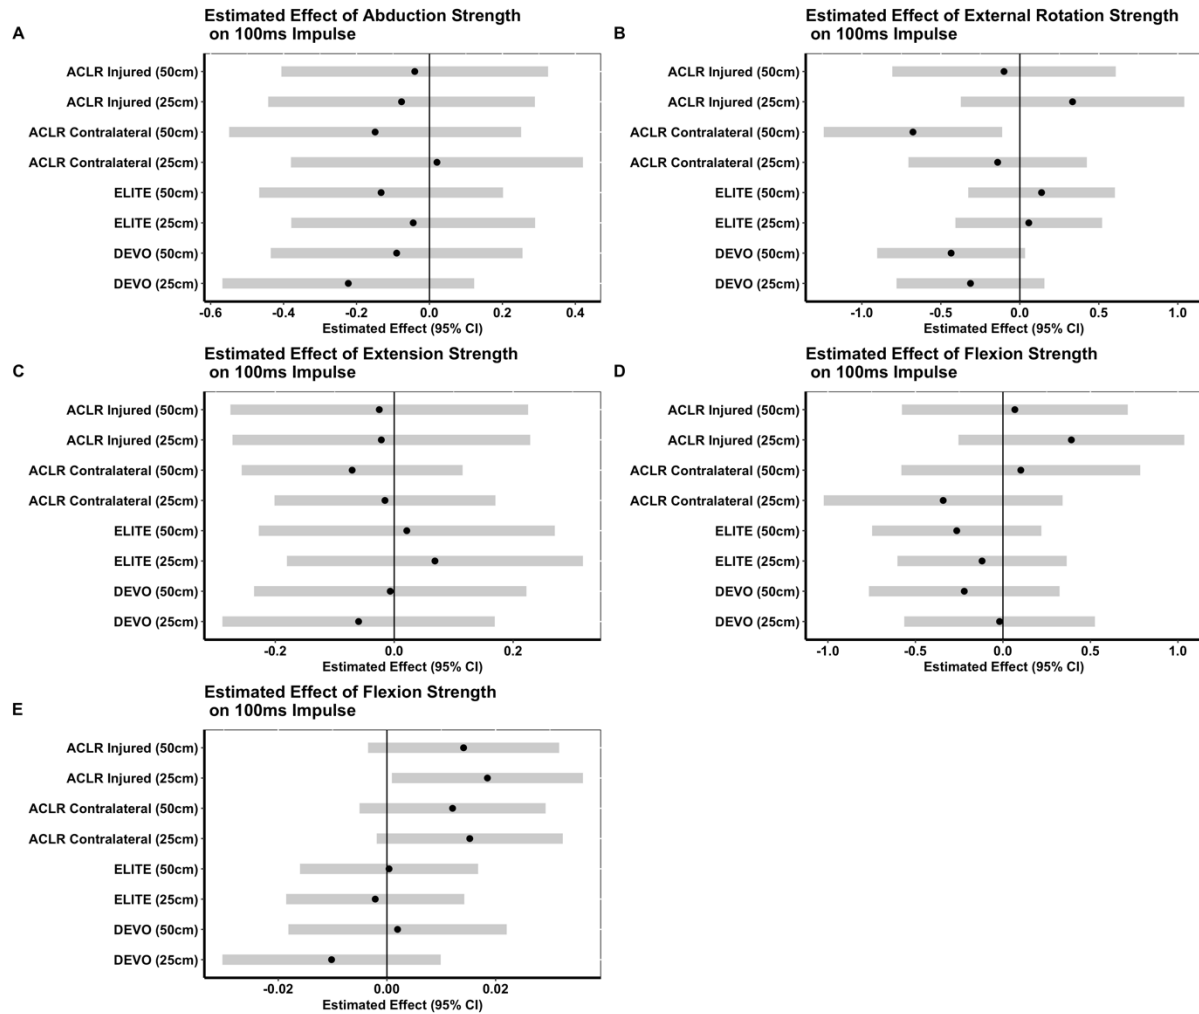 A
Estimated Effect of Abduction Strength
on 100ms Impulse
ACLR Injured (50cm)
ACLR Injured (25cm)
ACLR Contralateral (50cm)
ACLR Contralateral (25cm)
ELITE (50cm)
ELITE (25cm)
DEVO (50cm)
DEVO (25cm)
-0.6 -0.4 -0.2 0.0 0.2 0.4
Estimated Effect (95% CI)
B
Estimated Effect of External Rotation Strength
on 100ms Impulse
ACLR Injured (50cm)
ACLR Injured (25cm)
ACLR Contralateral (50cm)
ACLR Contralateral (25cm)
ELITE (50cm)
ELITE (25cm)
DEVO (50cm)
DEVO (25cm)
-1.0 -0.5 0.0 0.5 1.0
Estimated Effect (95% CI)
C
Estimated Effect of Extension Strength
on 100ms Impulse
ACLR Injured (50cm)
ACLR Injured (25cm)
ACLR Contralateral (50cm)
ACLR Contralateral (25cm)
ELITE (50cm)
ELITE (25cm)
DEVO (50cm)
DEVO (25cm)
-0.2 0.0 0.2
Estimated Effect (95% CI)
D
Estimated Effect of Flexion Strength
on 100ms Impulse
ACLR Injured (50cm)
ACLR Injured (25cm)
ACLR Contralateral (50cm)
ACLR Contralateral (25cm)
ELITE (50cm)
ELITE (25cm)
DEVO (50cm)
DEVO (25cm)
-1.0 -0.5 0.0 0.5 1.0
Estimated Effect (95% CI)
E
Estimated Effect of Flexion Strength
on 100ms Impulse
ACLR Injured (50cm)
ACLR Injured (25cm)
ACLR Contralateral (50cm)
ACLR Contralateral (25cm)
ELITE (50cm)
ELITE (25cm)
DEVO (50cm)
DEVO (25cm)
-0.02 0.00 0.02
Estimated Effect (95% CI)